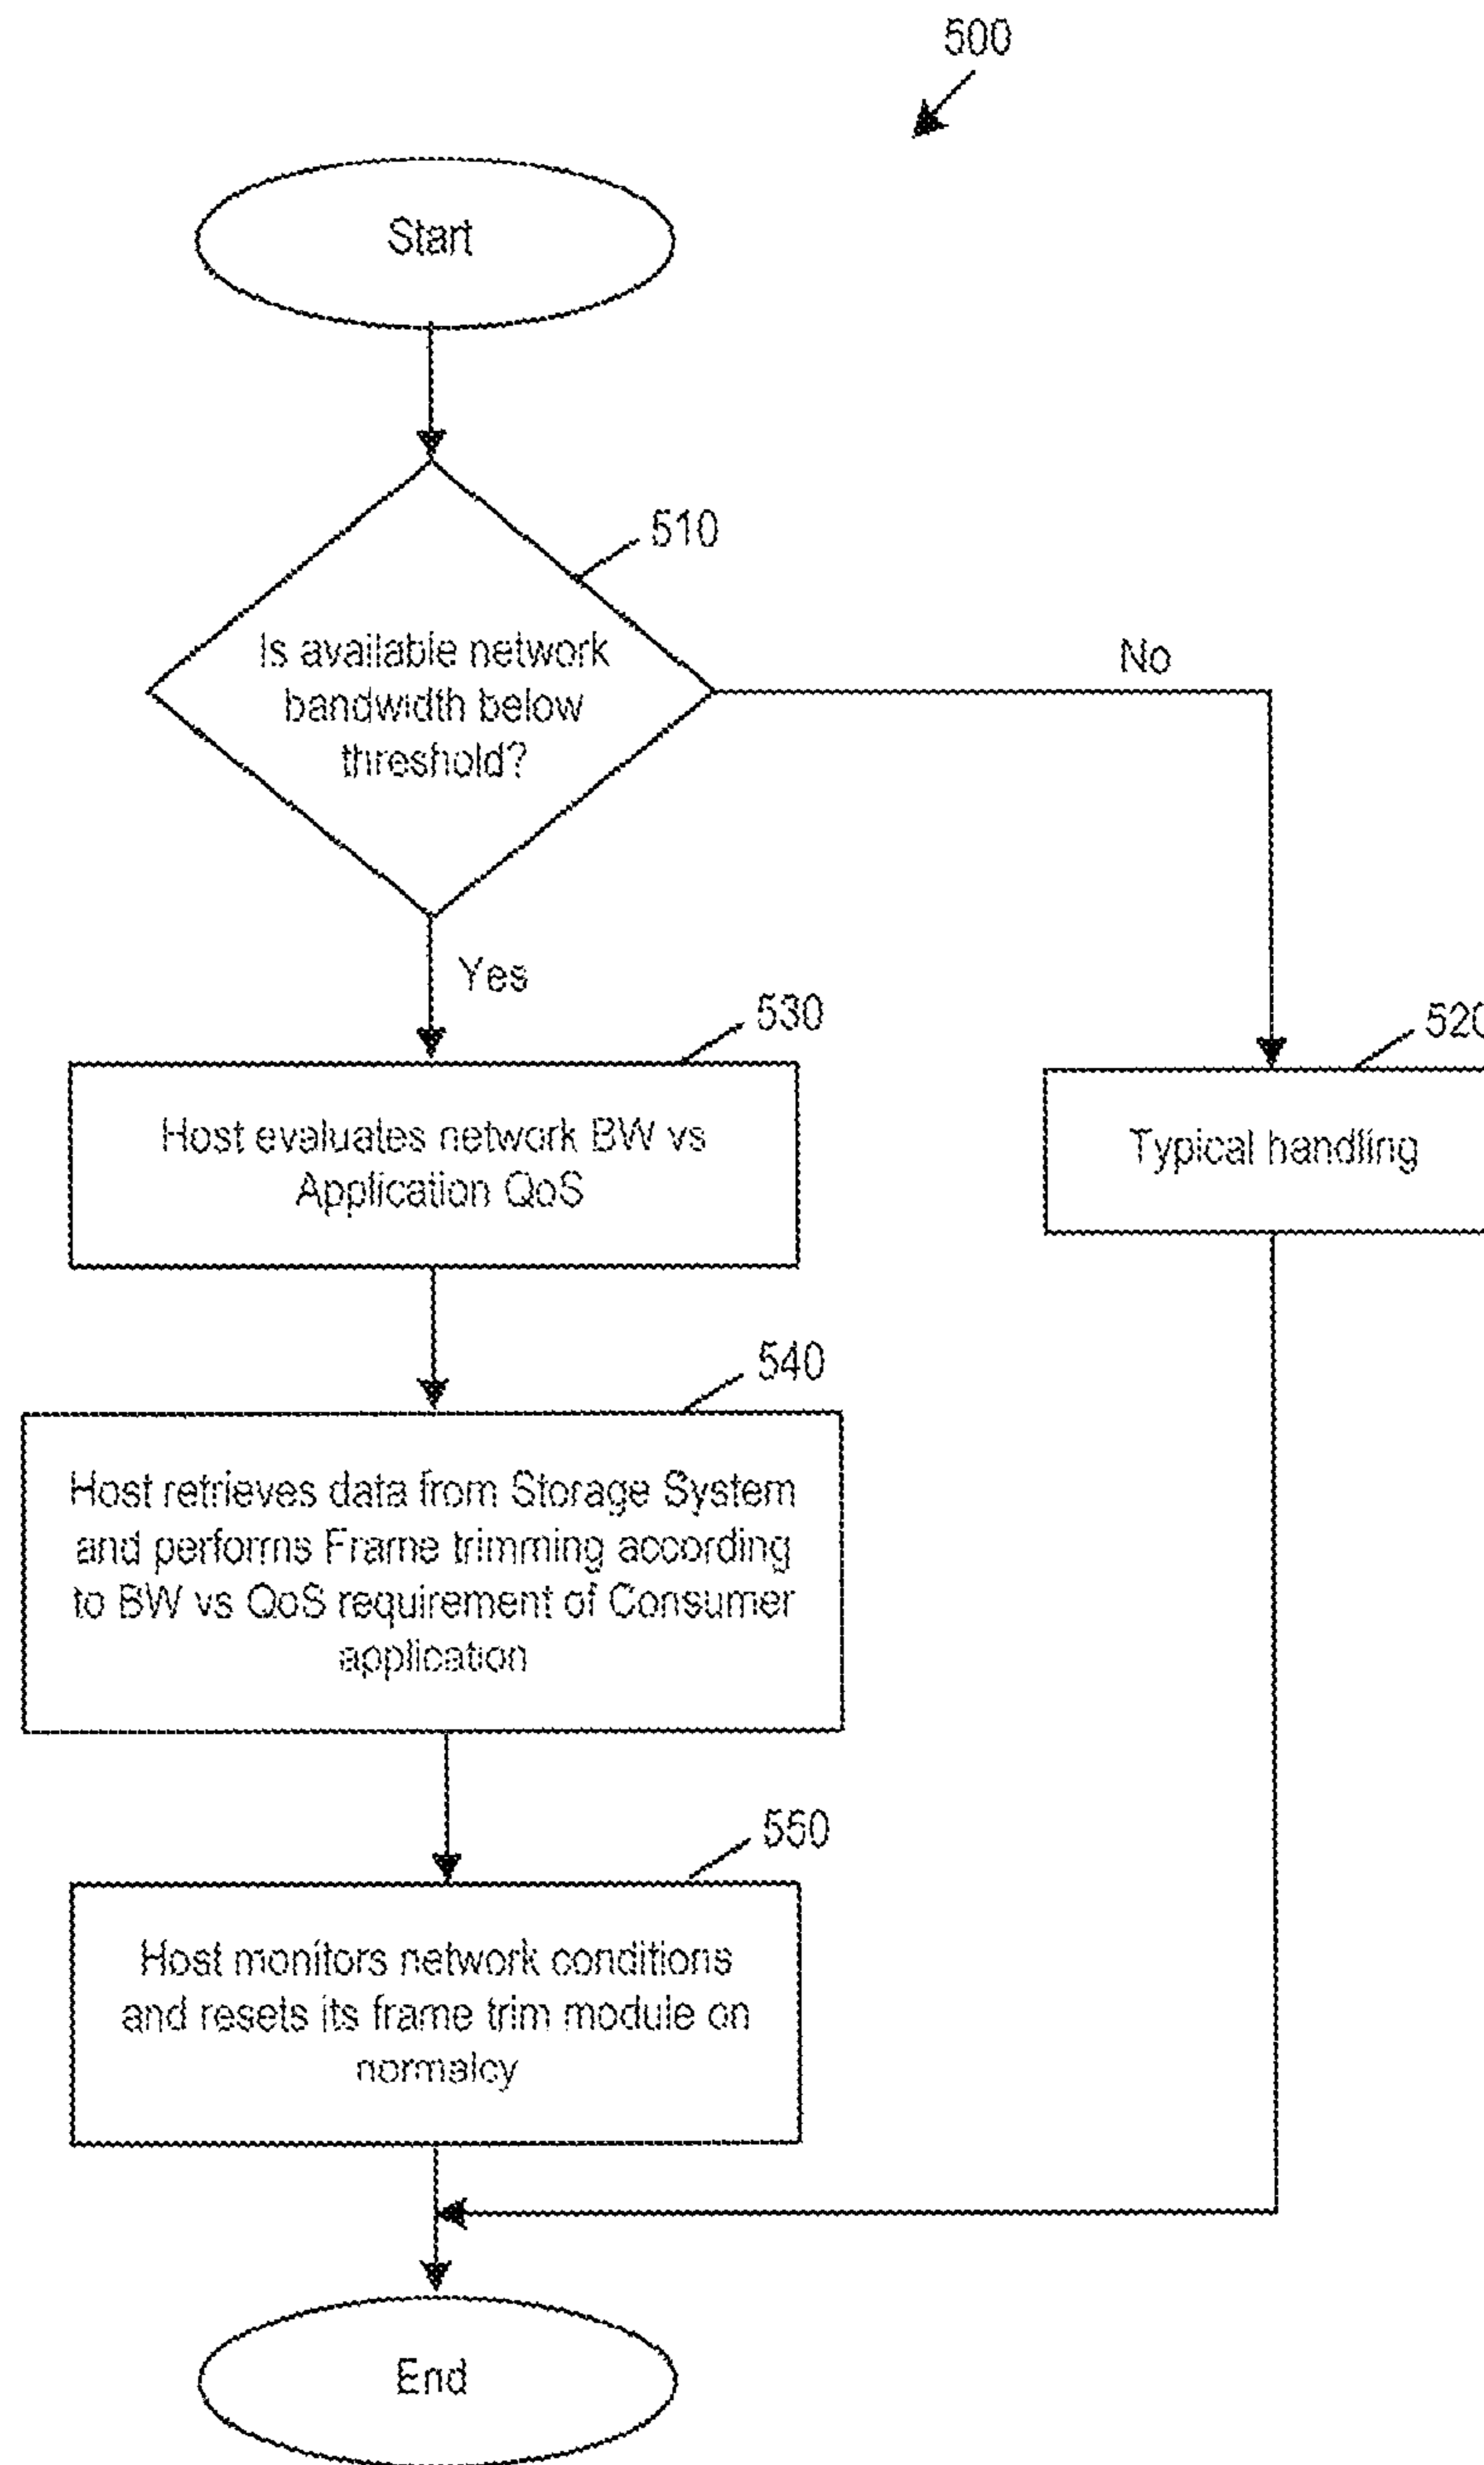 500
Start
510
Is available network
bandwidth below
threshold?
No
Yes
530
520
Host evaluates network BW vs
Application QoS
Typical handling
540
Host retrieves data from Storage System
and performs Frame trimming according
to BW vs QoS requirement of Consumer
application
550
Host monitors network conditions
and resets its frame trim module on
normalcy
End